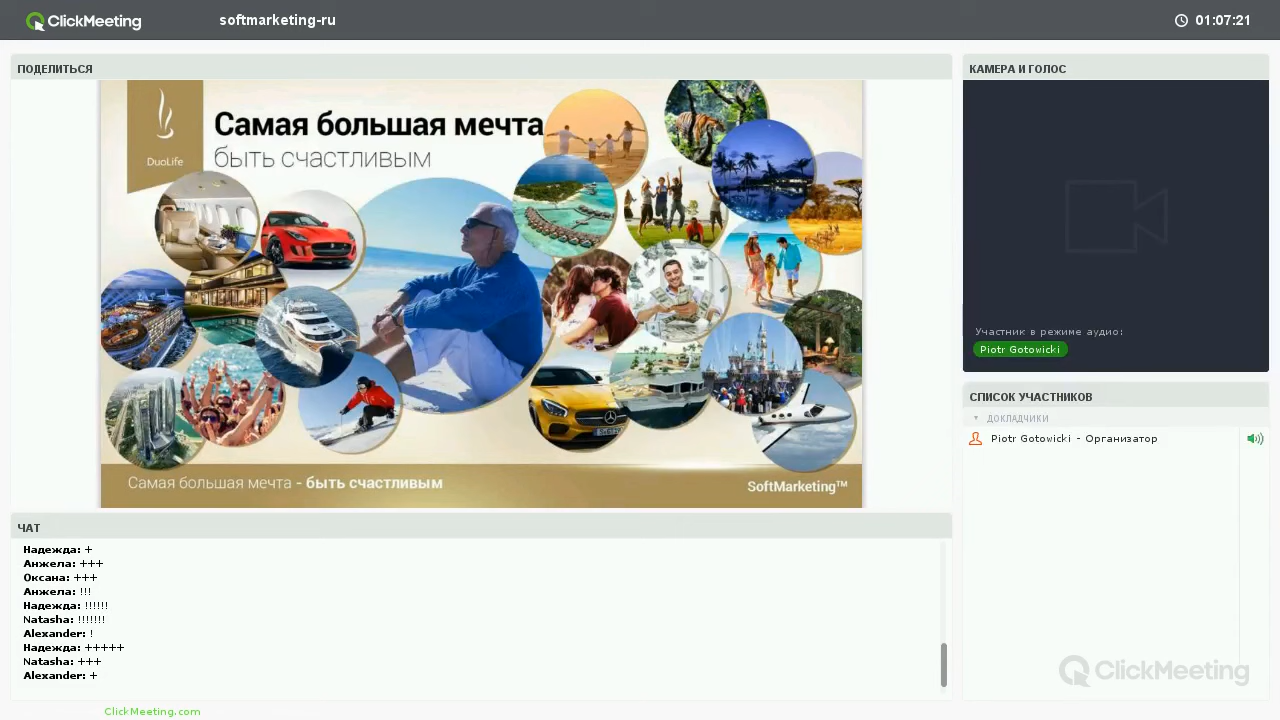 ClickMeeting
softmarketing-ru
01:07:21
ПОДЕЛИТЬСЯ
DuoLife
Самая большая мечта
быть счастливым
Самая большая мечта - быть счастливым
SoftMarketing™
КАМЕРА И ГОЛОС
Участник в режиме аудио:
Piotr Gotowicki
СПИСОК УЧАСТНИКОВ
ДОКЛАДЧИКИ
Piotr Gotowicki - Организатор
ЧАТ
Надежда: +
Анжела: +++
Оксана: +++
Анжела: !!!
Надежда: !!!!!!
Natasha: !!!!!!!
Alexander: !
Надежда: +++++
Natasha: +++
Alexander: +
ClickMeeting
ClickMeeting.com